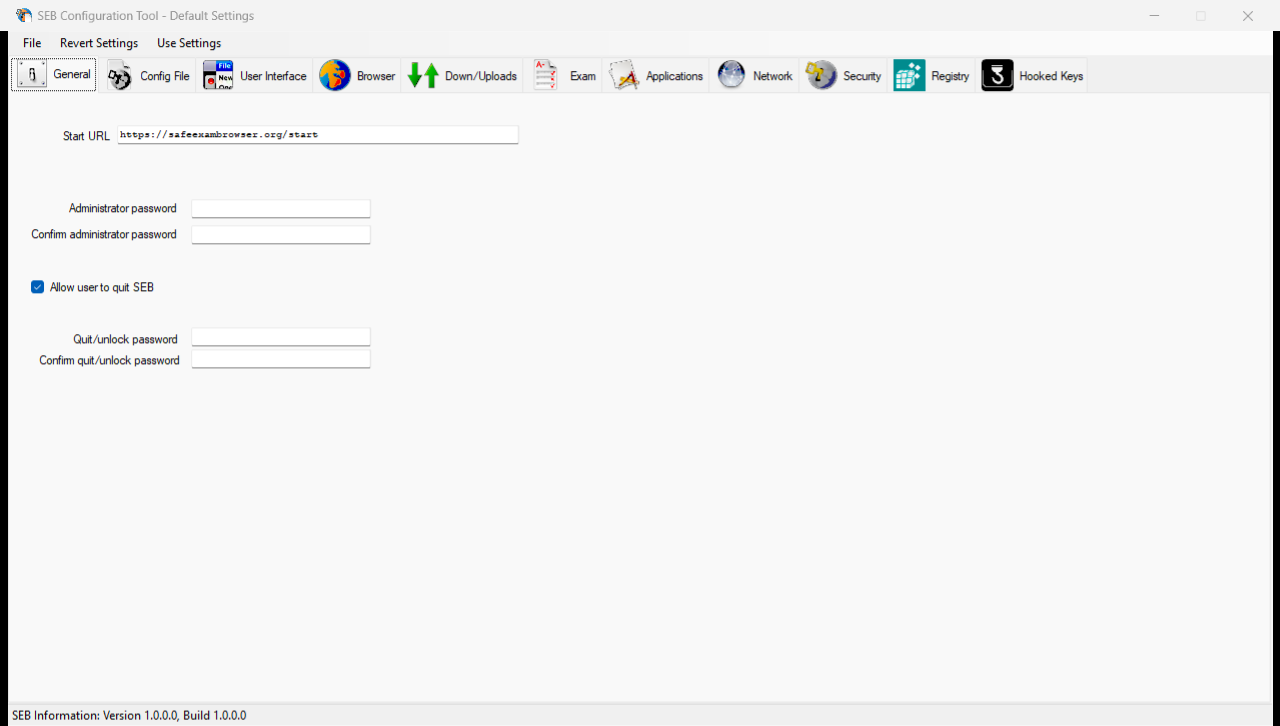 SEB Configuration Tool - Default Settings
File Revert Settings Use Settings
General Config File User Interface Browser Down/Uploads Exam Applications Network Security Registry Hooked Keys
Start URL https://safeexambrowser.org/start
Administrator password
Confirm administrator password
Allow user to quit SEB
Quit/unlock password
Confirm quit/unlock password
SEB Information: Version 1.0.0.0, Build 1.0.0.0